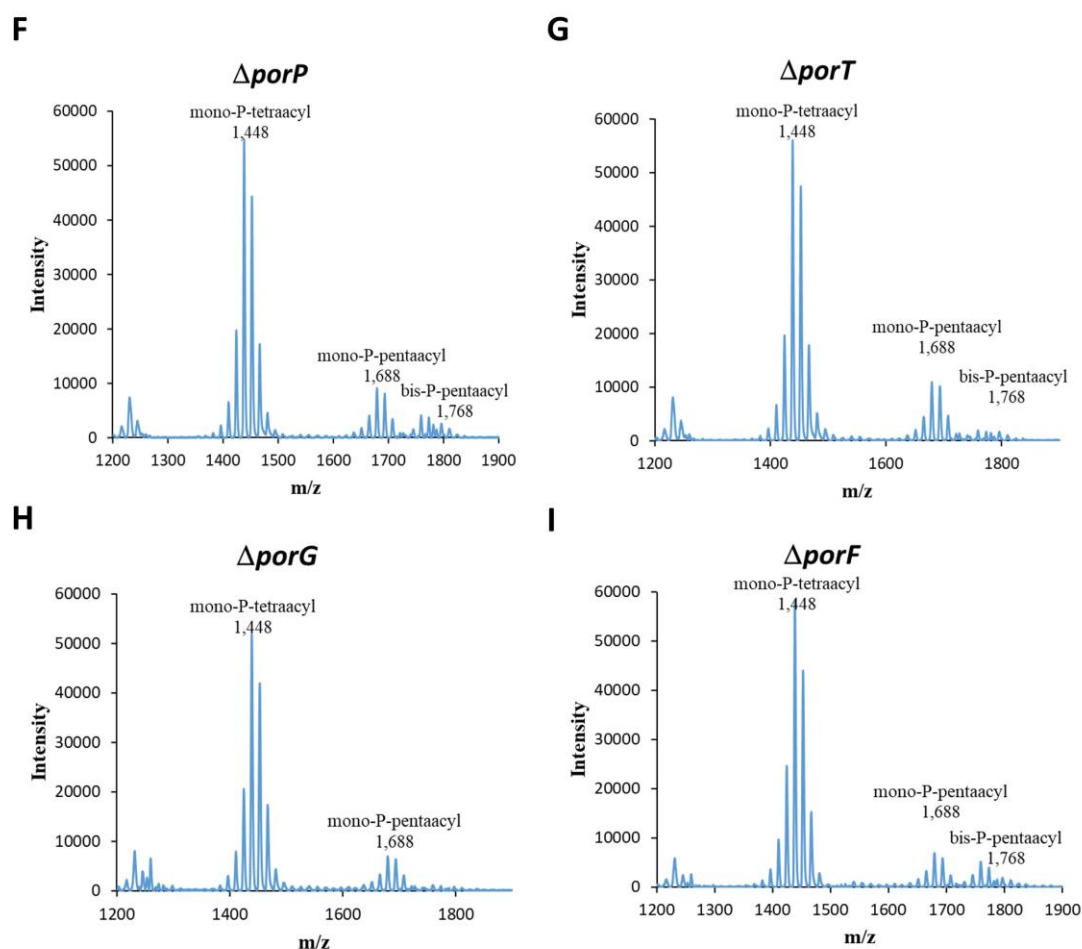 F
ΔporP
mono-P-tetraacyl
1,448
mono-P-pentaacyl
1,688
bis-P-pentaacyl
1,768
60000
50000
40000
30000
20000
10000
0
Intensity
1200 1300 1400 1500 1600 1700 1800 1900
m/z
G
ΔporT
mono-P-tetraacyl
1,448
mono-P-pentaacyl
1,688
bis-P-pentaacyl
1,768
60000
50000
40000
30000
20000
10000
0
Intensity
1200 1400 1600 1800
m/z
H
ΔporG
mono-P-tetraacyl
1,448
mono-P-pentaacyl
1,688
60000
50000
40000
30000
20000
10000
0
Intensity
1200 1400 1600 1800
m/z
I
ΔporF
mono-P-tetraacyl
1,448
mono-P-pentaacyl
1,688
bis-P-pentaacyl
1,768
60000
50000
40000
30000
20000
10000
0
Intensity
1200 1300 1400 1500 1600 1700 1800 1900
m/z